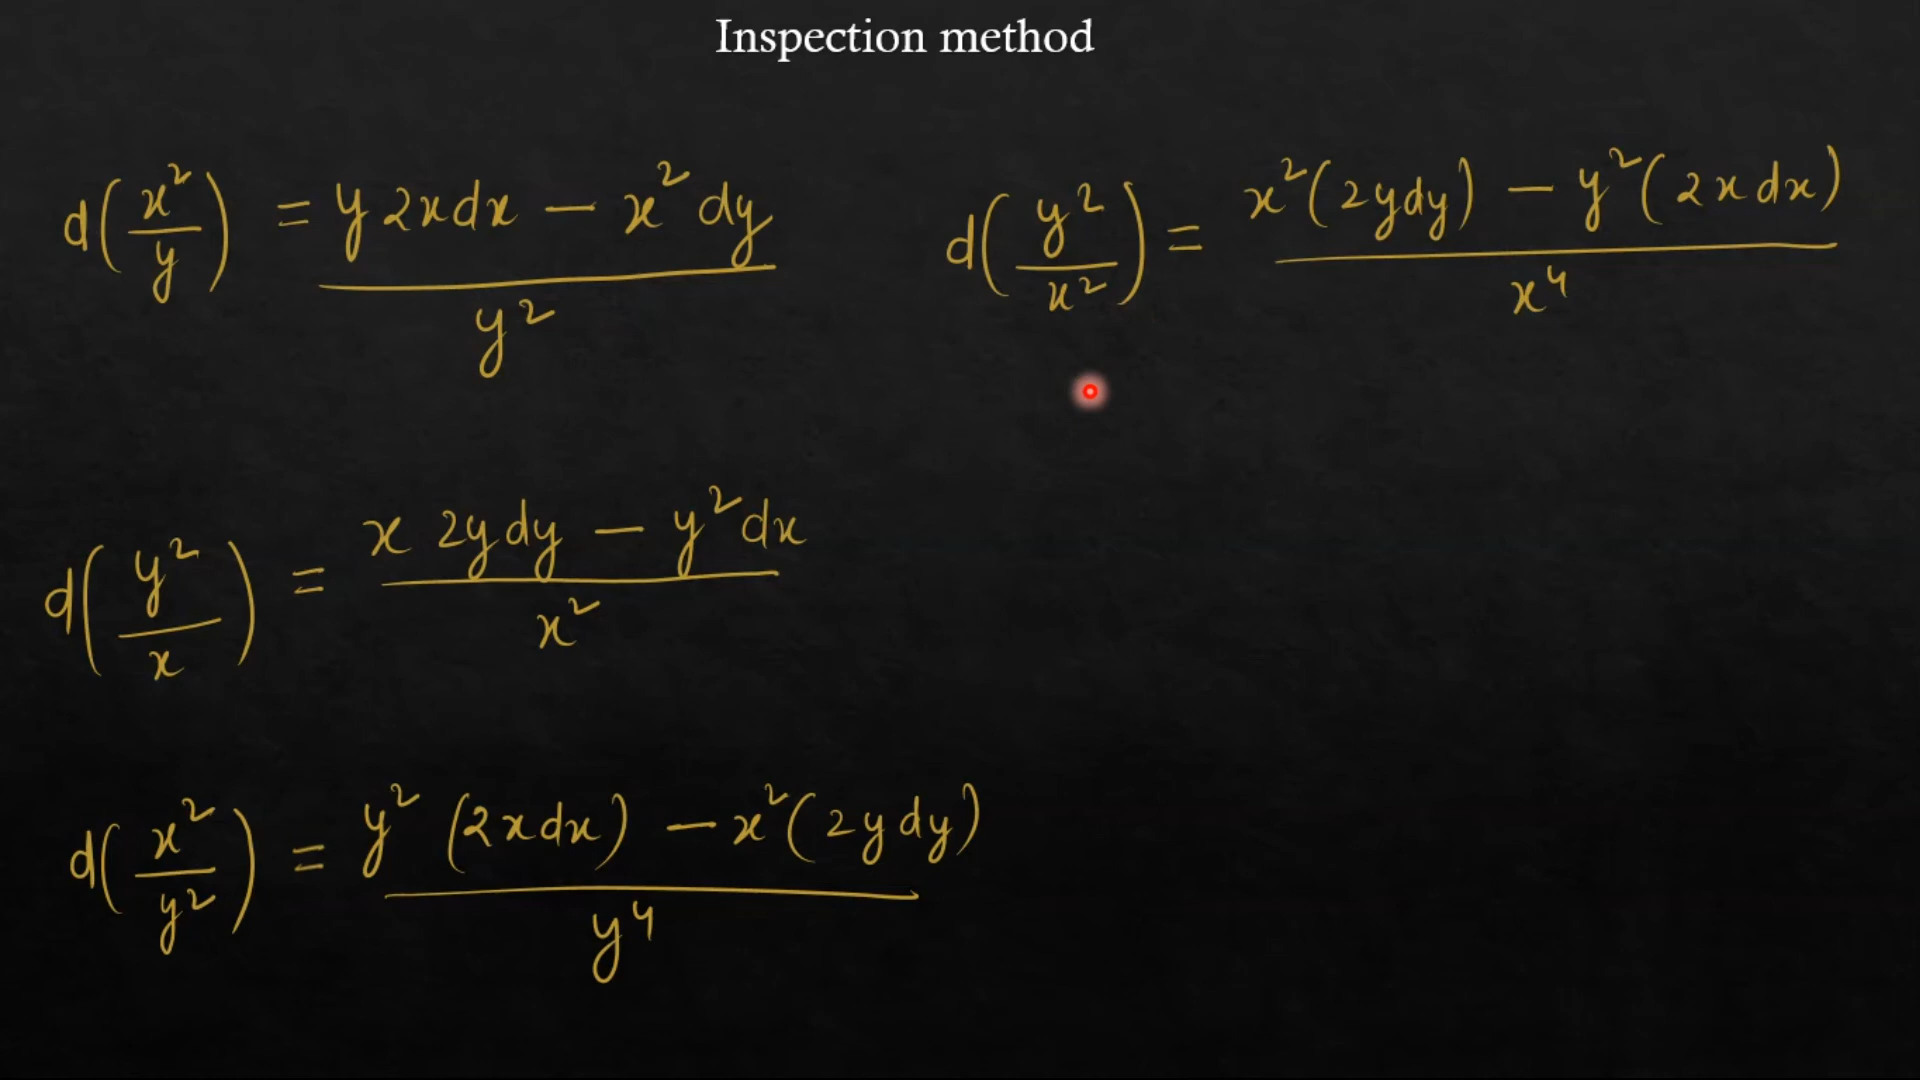 Inspection method
d(x²/y) = (y 2x dx − x² dy)/y²
d(y²/x²) = (x²(2y dy) − y²(2x dx))/x⁴
d(y²/x) = (x 2y dy − y² dx)/x²
d(x²/y²) = (y² (2x dx) − x²(2y dy))/y⁴